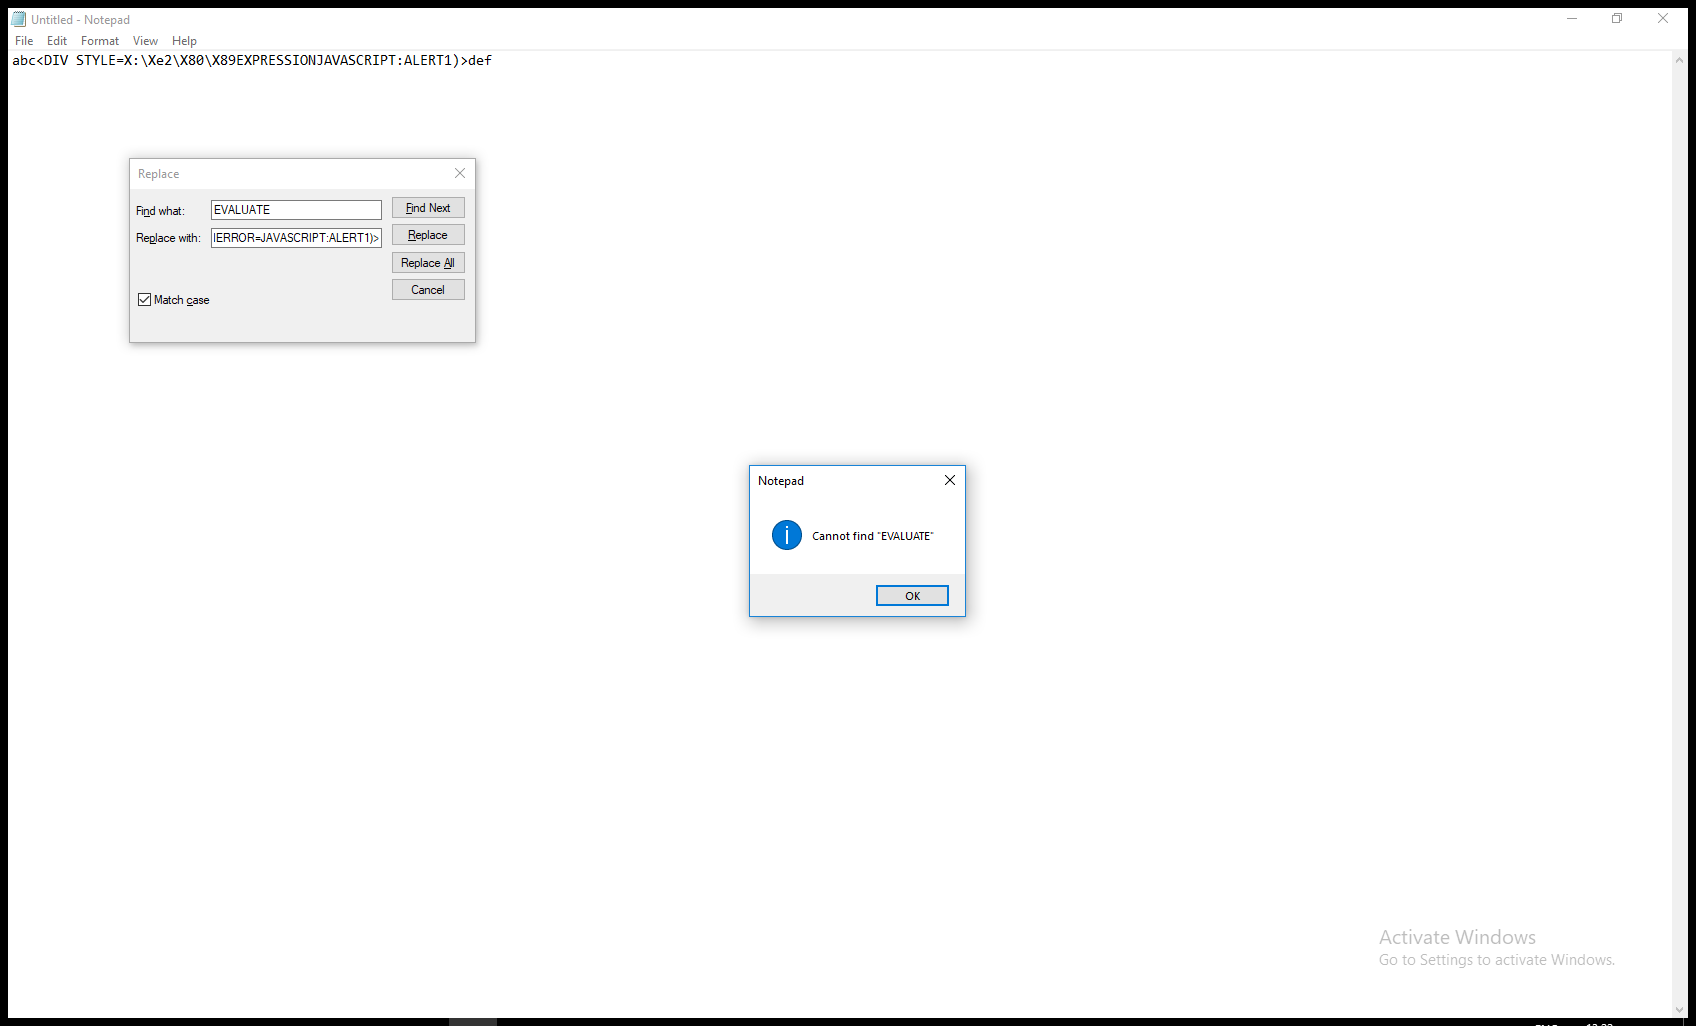 Untitled - Notepad
File Edit Format View Help
abc<DIV STYLE=X:\Xe2\X80\X89EXPRESSIONJAVASCRIPT:ALERT1)>def
Replace
Find what: EVALUATE Find Next
Replace with: ERROR=JAVASCRIPT:ALERT1)> Replace
Replace All
Cancel
Match case
Notepad
Cannot find "EVALUATE"
OK
Activate Windows
Go to Settings to activate Windows.